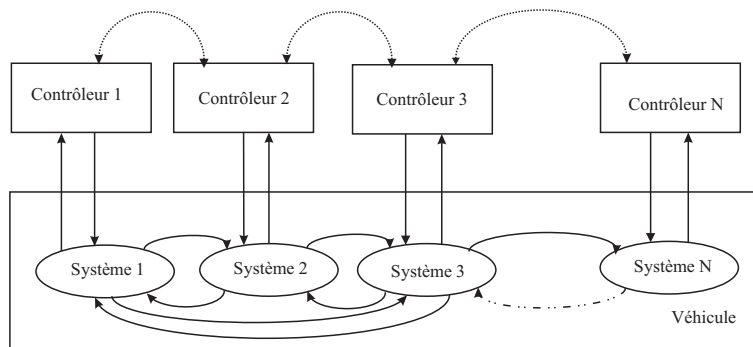 Contrôleur 1
Contrôleur 2
Contrôleur 3
Contrôleur N
Système 1
Système 2
Système 3
Système N
Véhicule